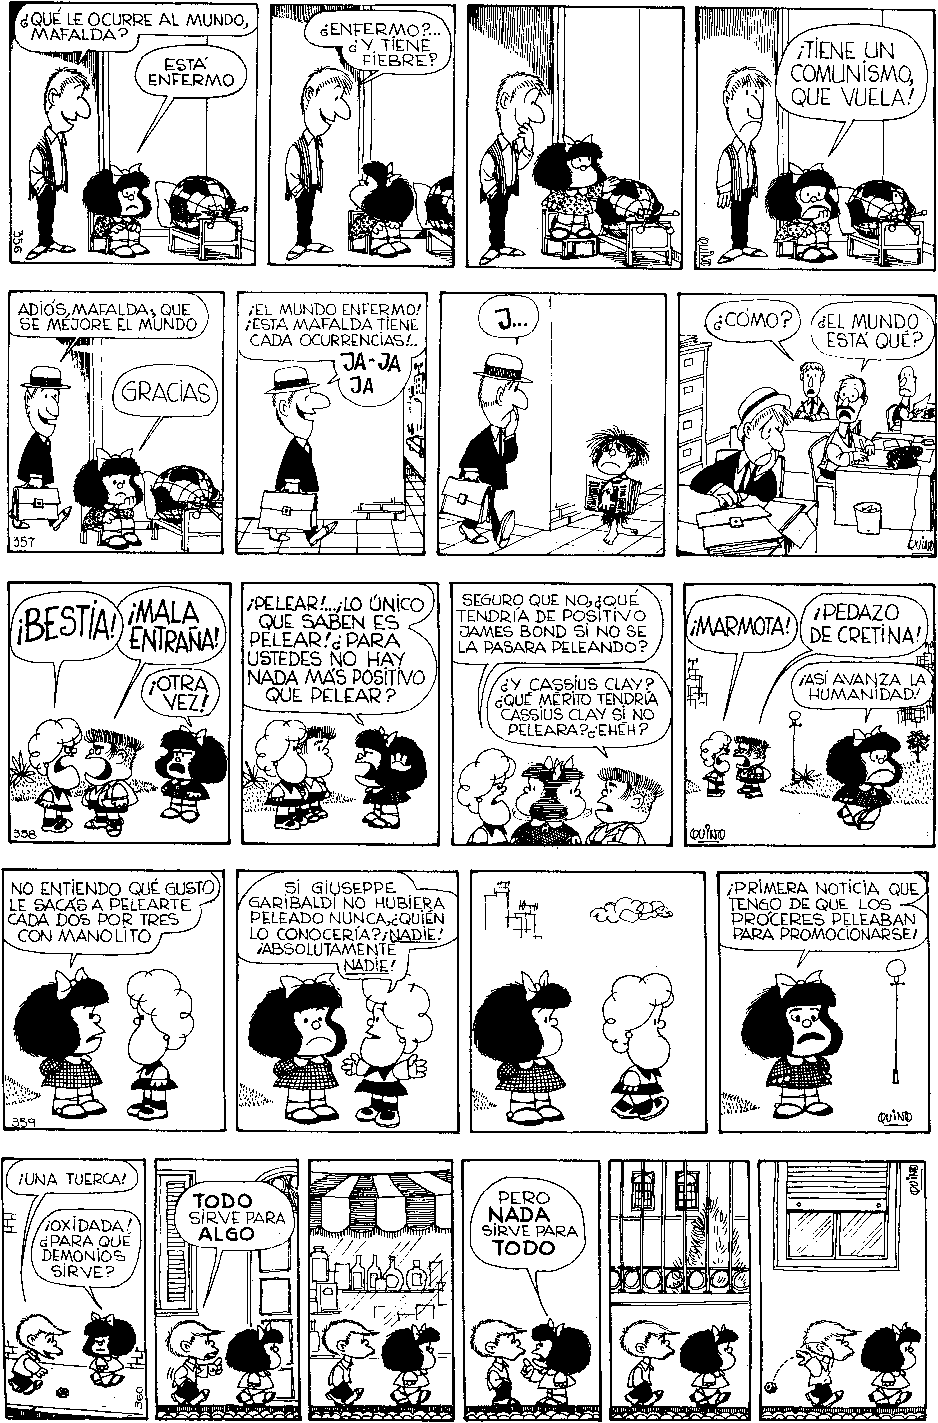 ¿QUÉ LE OCURRE AL MUNDO,
MAFALDA?
ESTÁ
ENFERMO
356
¿ENFERMO?...
¿Y TIENE
FIEBRE?
¡TIENE UN
COMUNISMO,
QUE VUELA!
QUINO
ADIÓS, MAFALDA; QUE
SE MEJORE EL MUNDO
GRACIAS
357
¡EL MUNDO ENFERMO!
¡ESTA MAFALDA TIENE
CADA OCURRENCIAS!..
JA-JA
JA
J...
¿CÓMO?
¿EL MUNDO
ESTÁ QUÉ?
QUINO
¡BESTIA!
¡MALA
ENTRAÑA!
¡OTRA
VEZ!
358
¡PELEAR!...¡LO ÚNICO
QUE SABEN ES
PELEAR! ¿PARA
USTEDES NO HAY
NADA MÁS POSITIVO
QUE PELEAR?
SEGURO QUE NO, ¿QUÉ
TENDRÍA DE POSITIVO
JAMES BOND SI NO SE
LA PASARA PELEANDO?
¿Y CASSIUS CLAY?
¿QUÉ MÉRITO TENDRÍA
CASSIUS CLAY SI NO
PELEARA? ¿EHÉH?
¡MARMOTA!
¡PEDAZO
DE CRETINA!
¡ASÍ AVANZA LA
HUMANIDAD!
QUINO
NO ENTIENDO QUÉ GUSTO
LE SACÁS A PELEARTE
CADA DOS POR TRES
CON MANOLITO
359
SI GIUSEPPE
GARIBALDI NO HUBIERA
PELEADO NUNCA, ¿QUIÉN
LO CONOCERÍA? ¡NADIE!
¡ABSOLUTAMENTE
NADIE!
¡PRIMERA NOTICIA QUE
TENGO DE QUE LOS
PRÓCERES PELEABAN
PARA PROMOCIONARSE!
QUINO
¡UNA TUERCA!
¡OXIDADA!
¿PARA QUÉ
DEMONIOS
SIRVE?
360
TODO
SIRVE PARA
ALGO
PERO
NADA
SIRVE PARA
TODO
QUINO